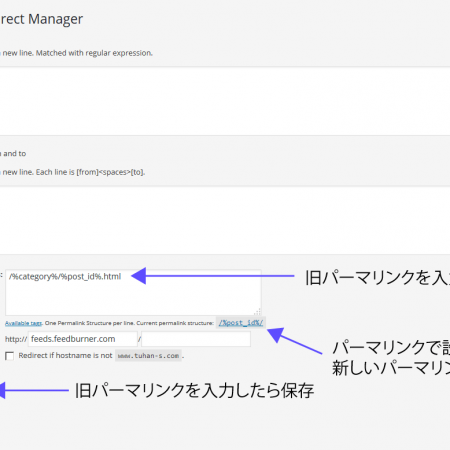 rect Manager
new line. Matched with regular expression.
and to
new line. Each line is [from]<spaces>[to].
/%category%/%post_id%.html
旧パーマリンクを入
Available tags. One Permalink Structure per line. Current permalink structure: /%post_id%/
http:// feeds.feedburner.com /
パーマリンクで
Redirect if hostname is not www.tuhan-s.com .
新しいパーマリン
旧パーマリンクを入力したら保存